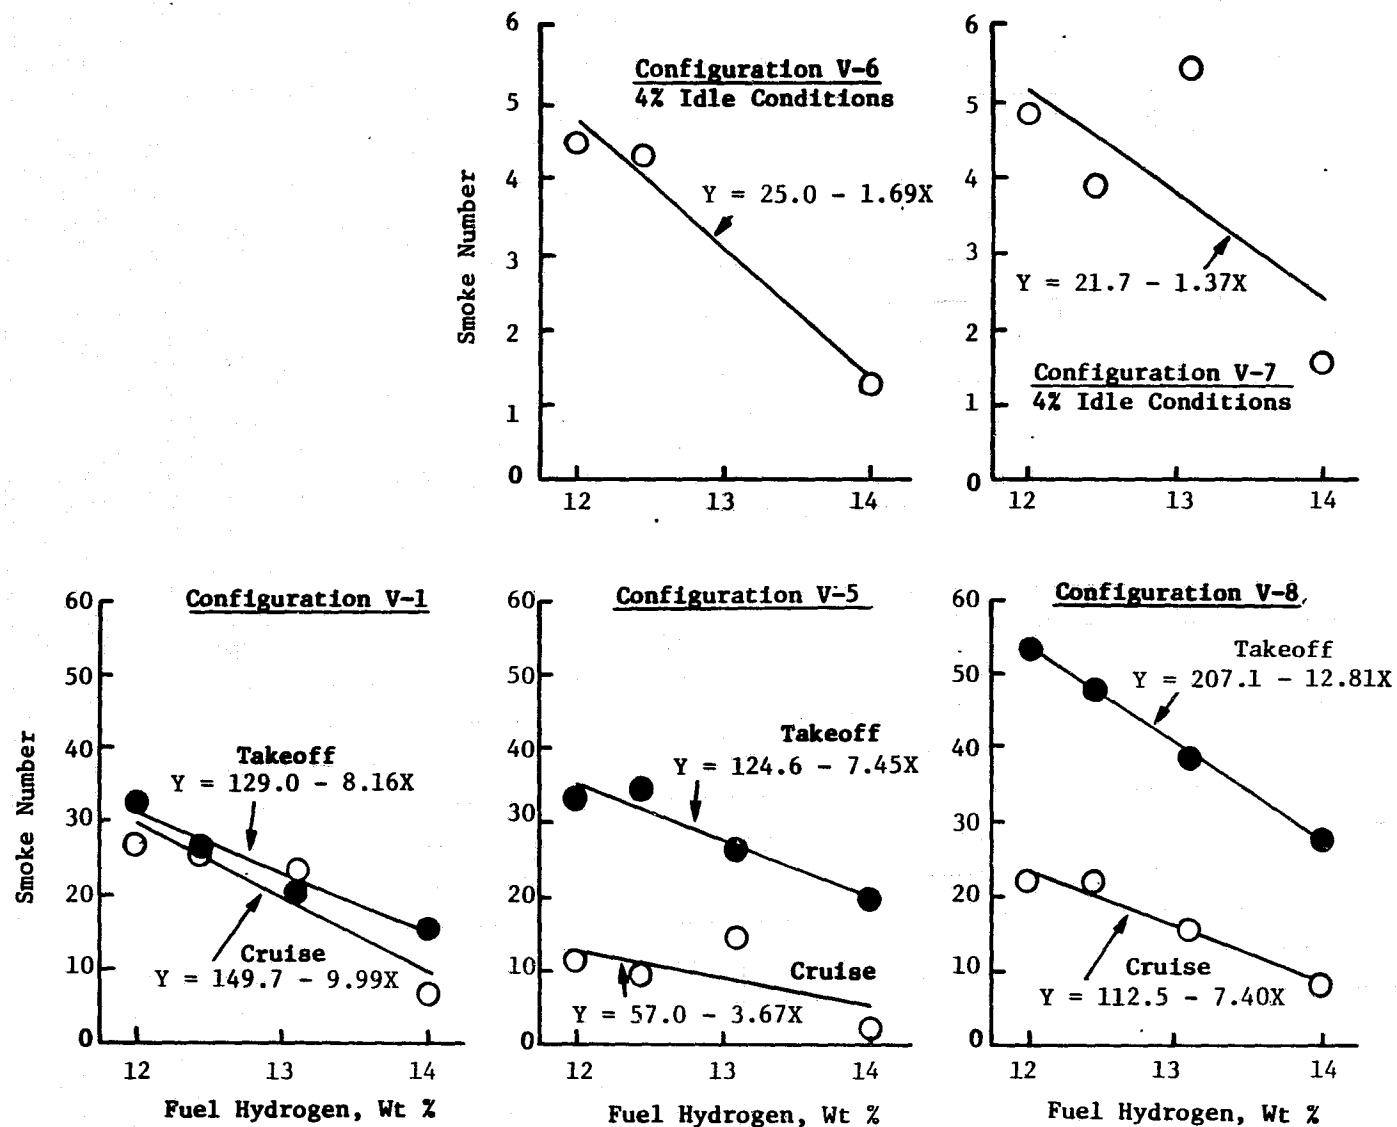 Configuration V-6
4% Idle Conditions
Y = 25.0 - 1.69X
Smoke Number
6
5
4
3
2
1
0
12 13 14
6
5
4
3
2
1
0
Y = 21.7 - 1.37X
Configuration V-7
4% Idle Conditions
12 13 14
Configuration V-1
Smoke Number
60
50
40
30
20
10
0
Takeoff
Y = 129.0 - 8.16X
Cruise
Y = 149.7 - 9.99X
12 13 14
Fuel Hydrogen, Wt %
Configuration V-5
60
50
40
30
20
10
0
Takeoff
Y = 124.6 - 7.45X
Cruise
Y = 57.0 - 3.67X
12 13 14
Fuel Hydrogen, Wt %
Configuration V-8
60
50
40
30
20
10
0
Takeoff
Y = 207.1 - 12.81X
Cruise
Y = 112.5 - 7.40X
12 13 14
Fuel Hydrogen, Wt %